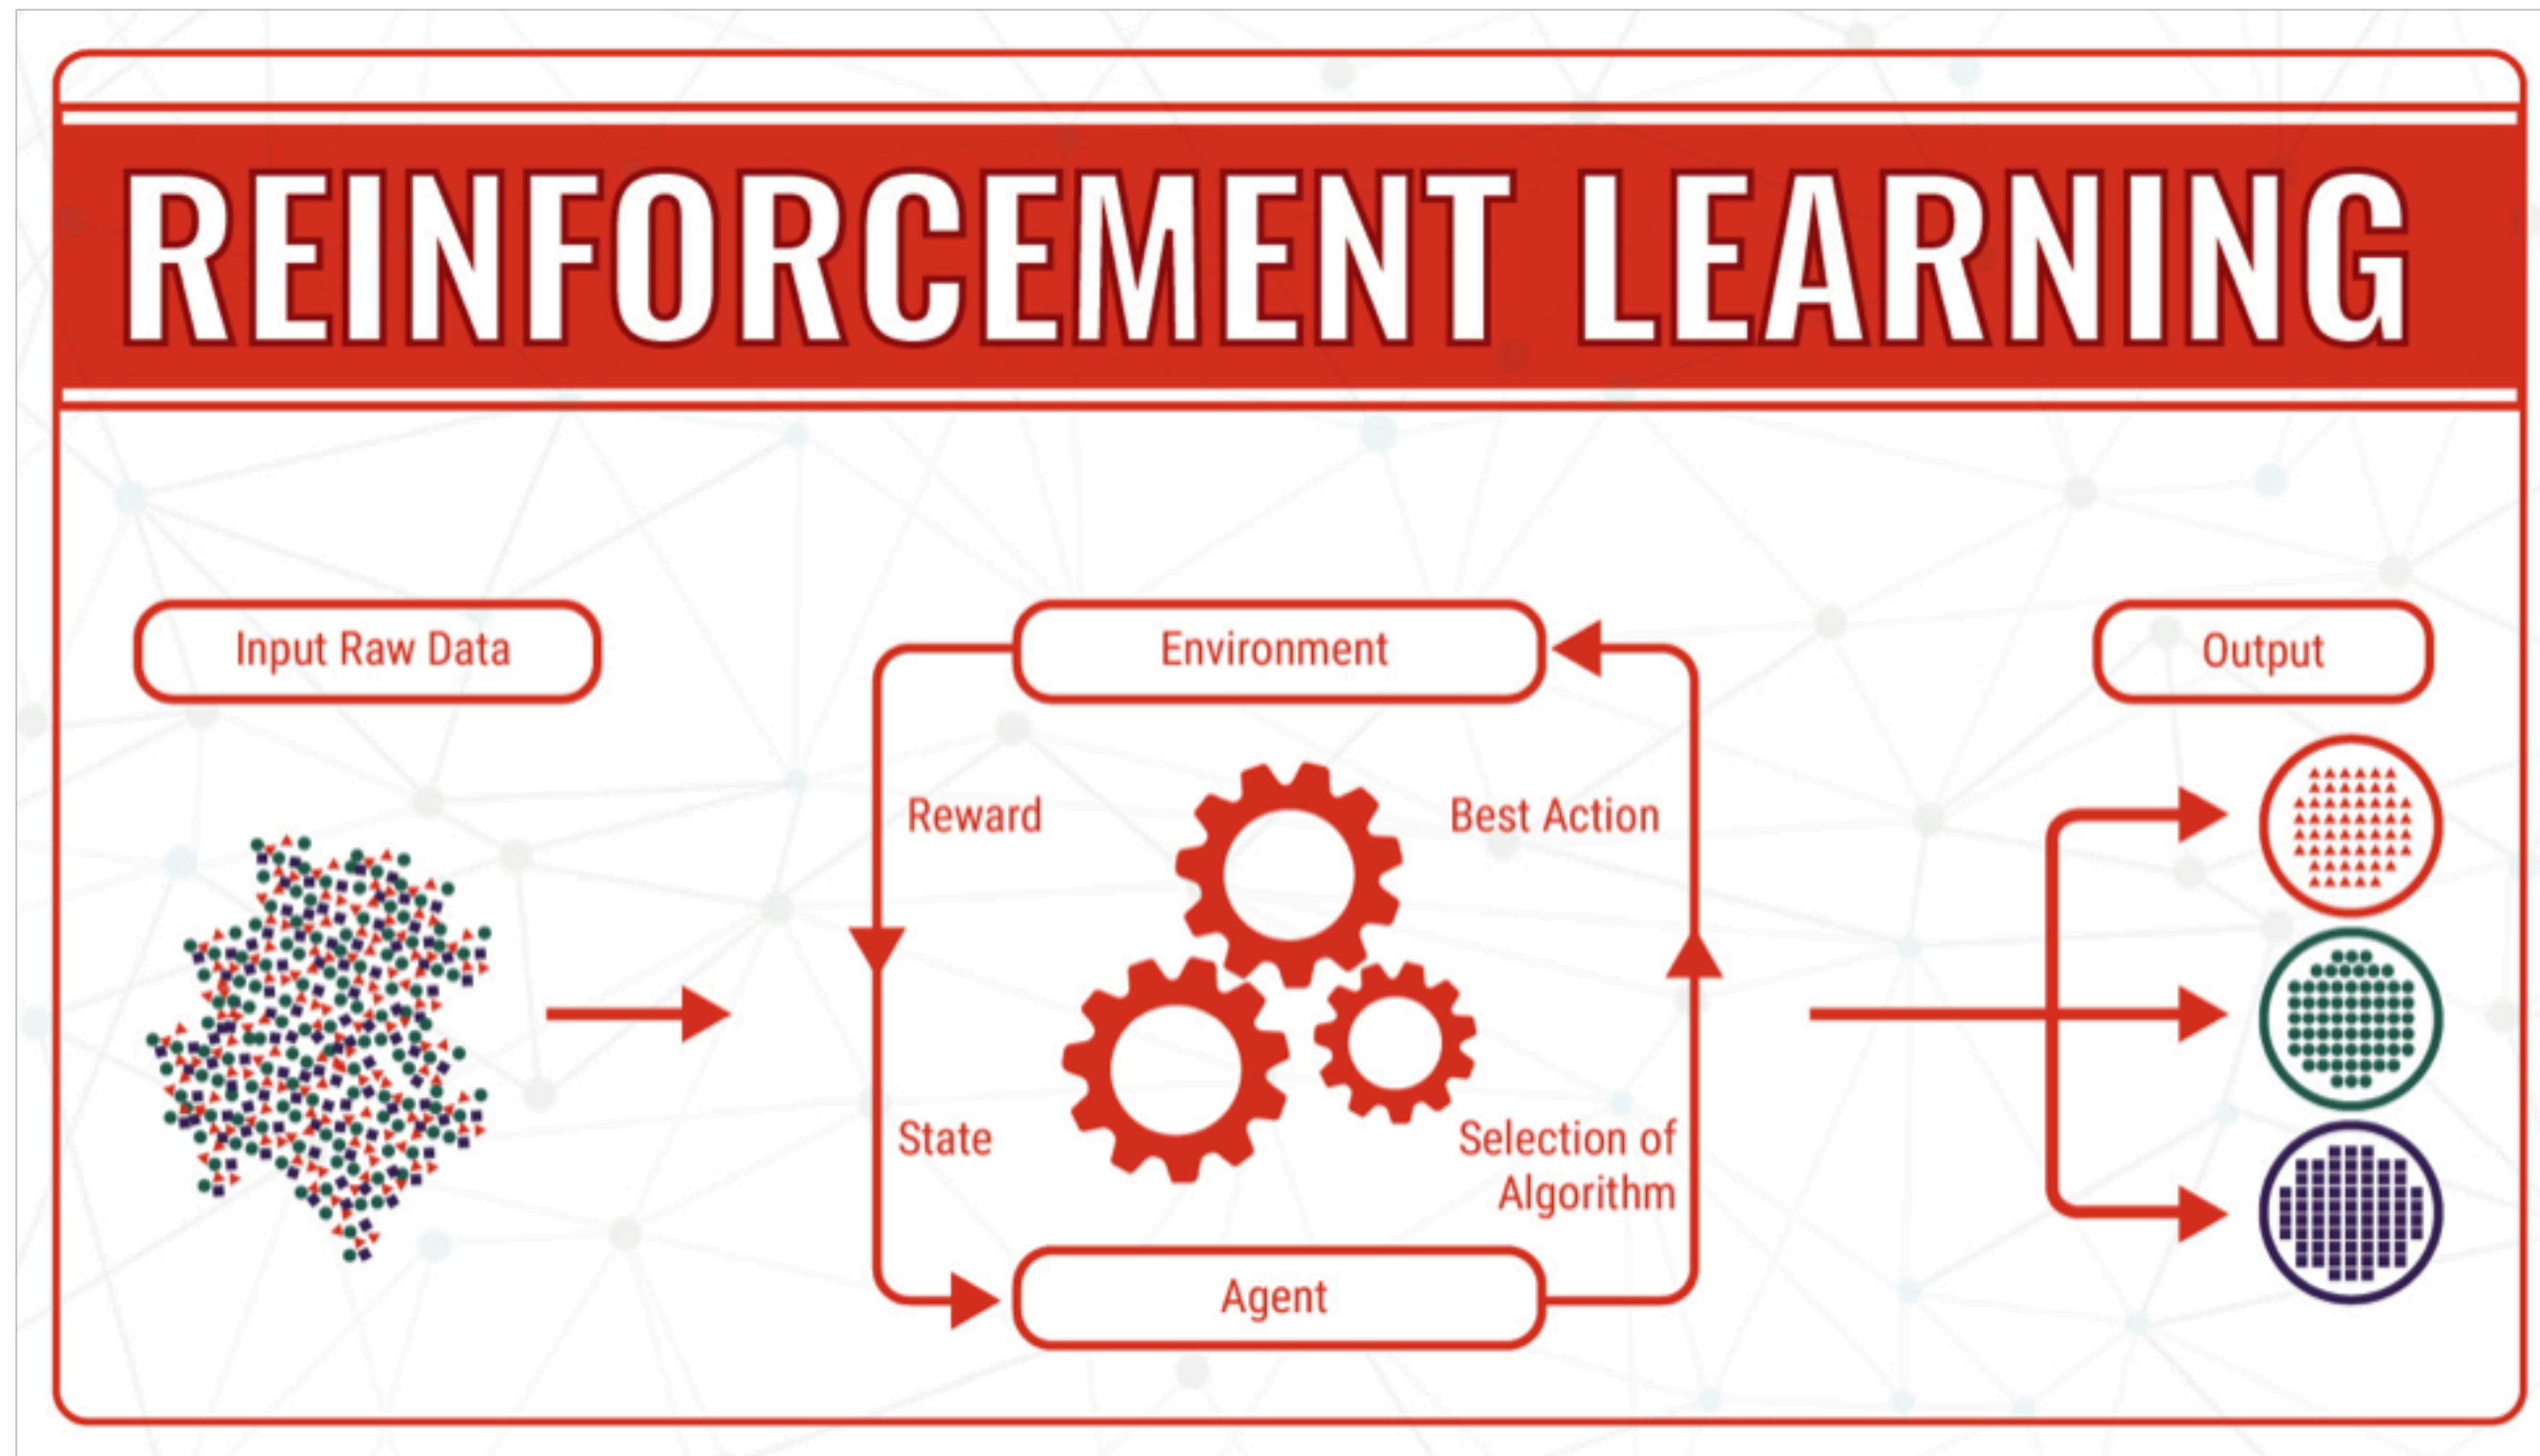 REINFORCEMENT LEARNING
Input Raw Data
Environment
Output
Reward
Best Action
State
Selection of
Algorithm
Agent